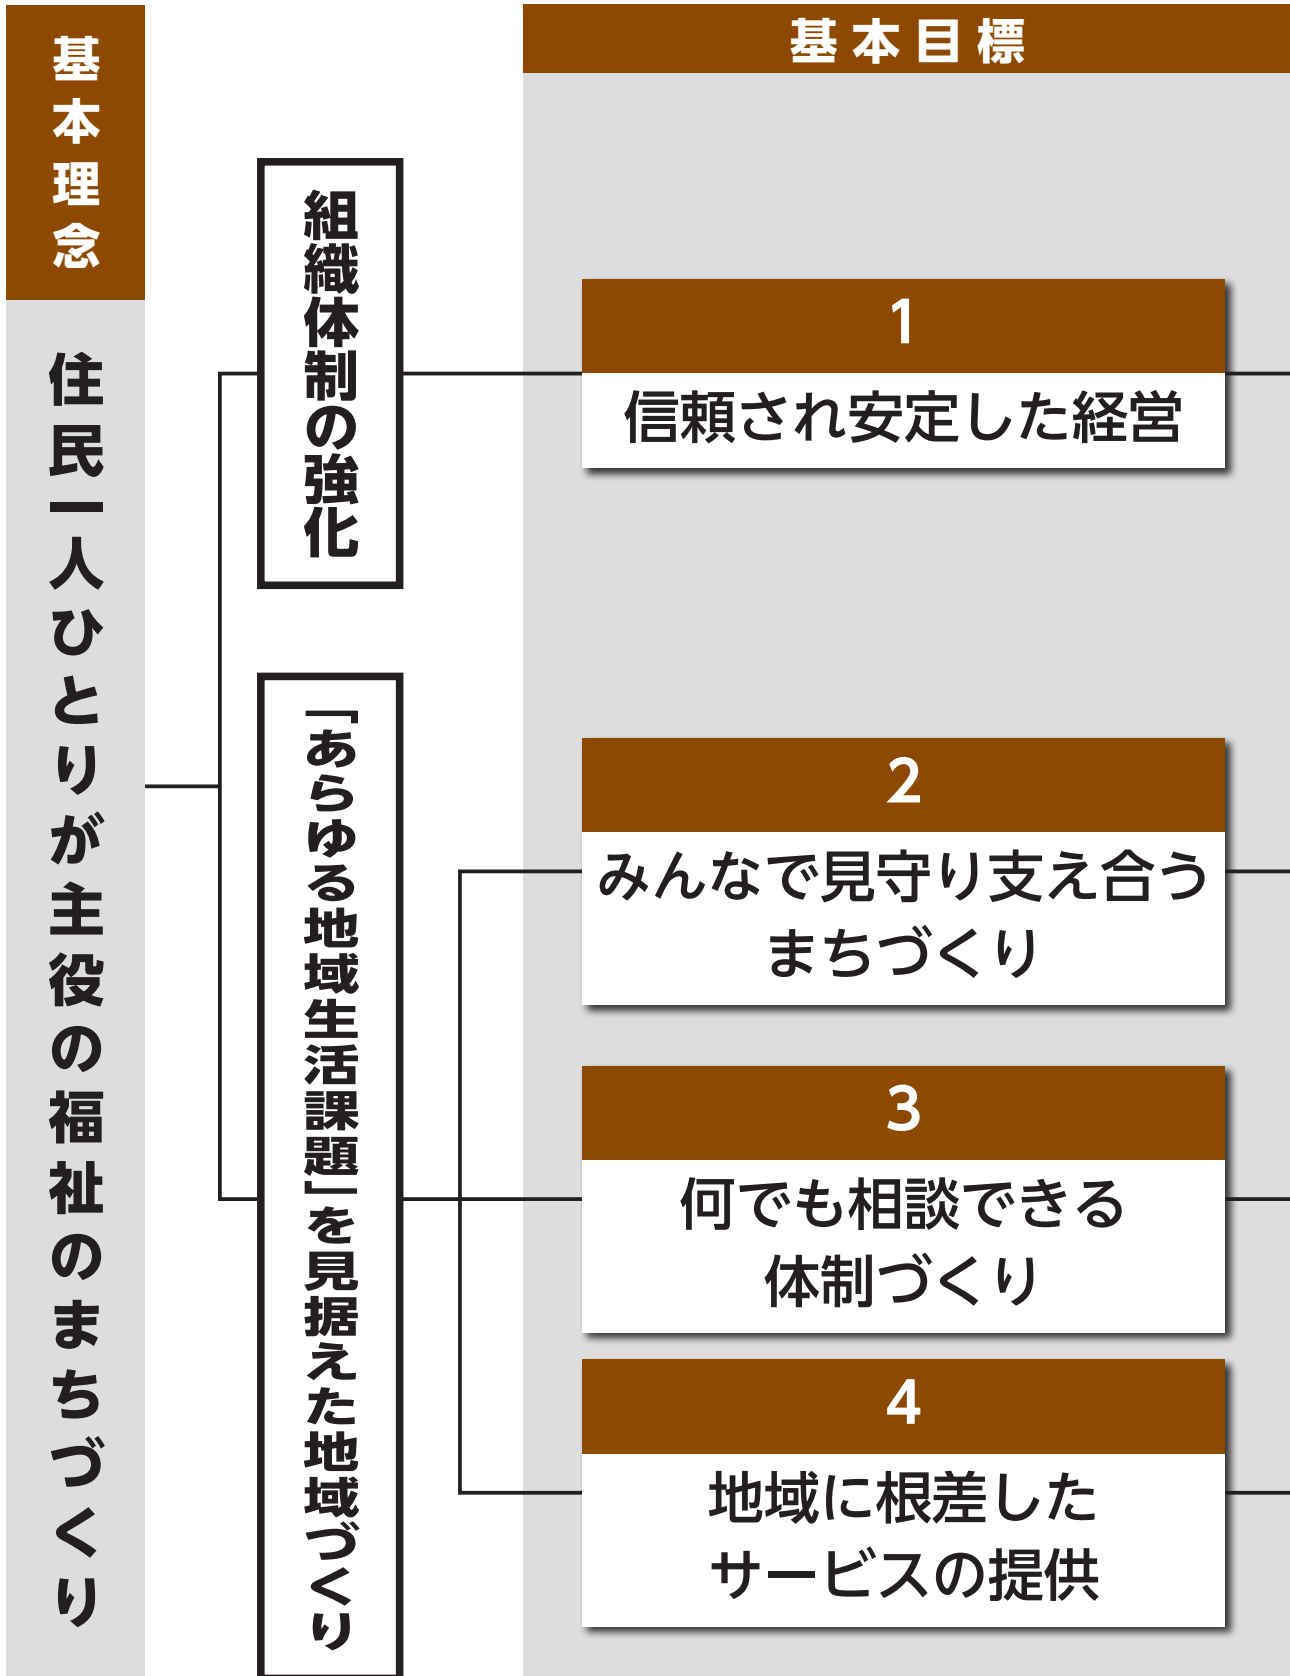 基本理念
住民一人ひとりが主役の福祉のまちづくり
組織体制の強化
「あらゆる地域生活課題」を見据えた地域づくり
基本目標
1
信頼され安定した経営
2
みんなで見守り支え合う
まちづくり
3
何でも相談できる
体制づくり
4
地域に根差した
サービスの提供